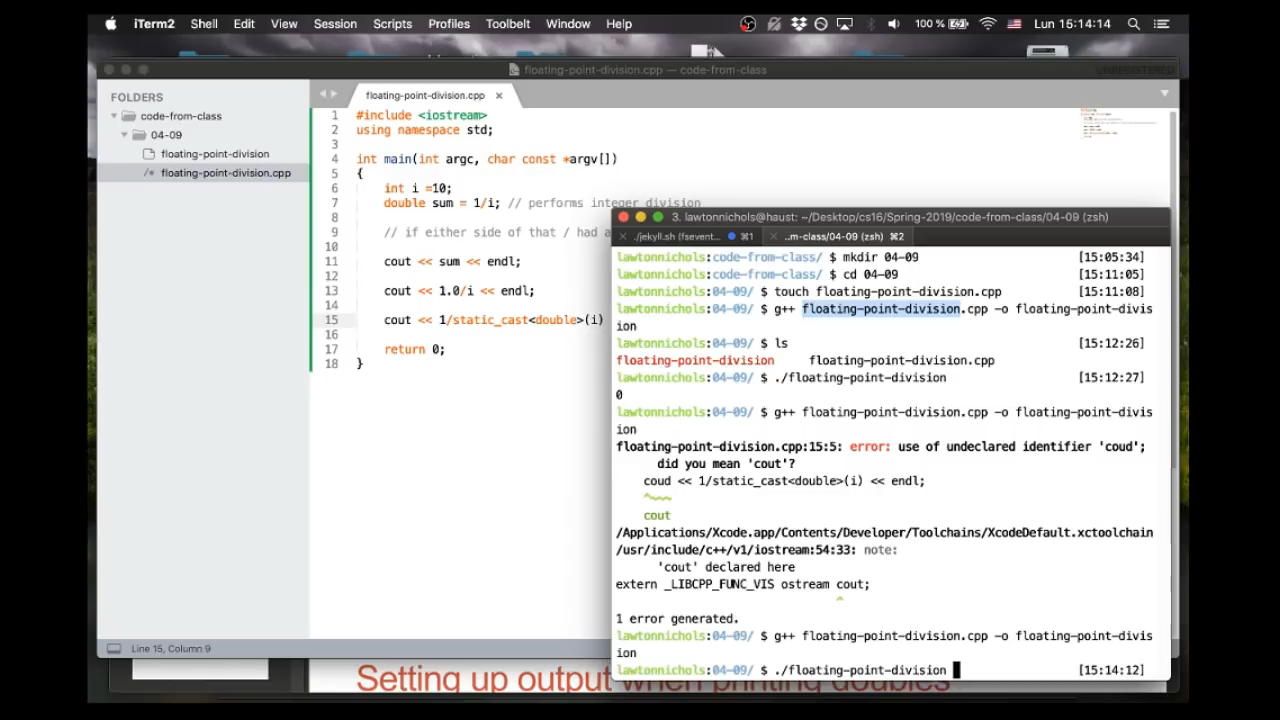 iTerm2 Shell Edit View Session Scripts Profiles Toolbelt Window Help 100 % Lun 15:14:14
floating-point-division.cpp — code-from-class UNREGISTERED
FOLDERS
code-from-class
04-09
floating-point-division
floating-point-division.cpp
floating-point-division.cpp ×
1 #include <iostream>
2 using namespace std;
3
4 int main(int argc, char const *argv[])
5 {
6 int i =10;
7 double sum = 1/i; // performs integer division
8
9 // if either side of that / had a
10
11 cout << sum << endl;
12
13 cout << 1.0/i << endl;
14
15 cout << 1/static_cast<double>(i)
16
17 return 0;
18 }
Line 15, Column 9
3. lawtonnichols@haust: ~/Desktop/cs16/Spring-2019/code-from-class/04-09 (zsh)
× ./jekyll.sh (fsevent... ⌘1 × ..m-class/04-09 (zsh) ⌘2
lawtonnichols:code-from-class/ $ mkdir 04-09 [15:05:34]
lawtonnichols:code-from-class/ $ cd 04-09 [15:11:05]
lawtonnichols:04-09/ $ touch floating-point-division.cpp [15:11:08]
lawtonnichols:04-09/ $ g++ floating-point-division.cpp -o floating-point-divis
ion
lawtonnichols:04-09/ $ ls [15:12:26]
floating-point-division floating-point-division.cpp
lawtonnichols:04-09/ $ ./floating-point-division [15:12:27]
0
lawtonnichols:04-09/ $ g++ floating-point-division.cpp -o floating-point-divis
ion
floating-point-division.cpp:15:5: error: use of undeclared identifier 'coud';
did you mean 'cout'?
coud << 1/static_cast<double>(i) << endl;
^~~~
cout
/Applications/Xcode.app/Contents/Developer/Toolchains/XcodeDefault.xctoolchain
/usr/include/c++/v1/iostream:54:33: note:
'cout' declared here
extern _LIBCPP_FUNC_VIS ostream cout;
^
1 error generated.
lawtonnichols:04-09/ $ g++ floating-point-division.cpp -o floating-point-divis
ion
lawtonnichols:04-09/ $ ./floating-point-division [15:14:12]
Setting up output when printing doubles